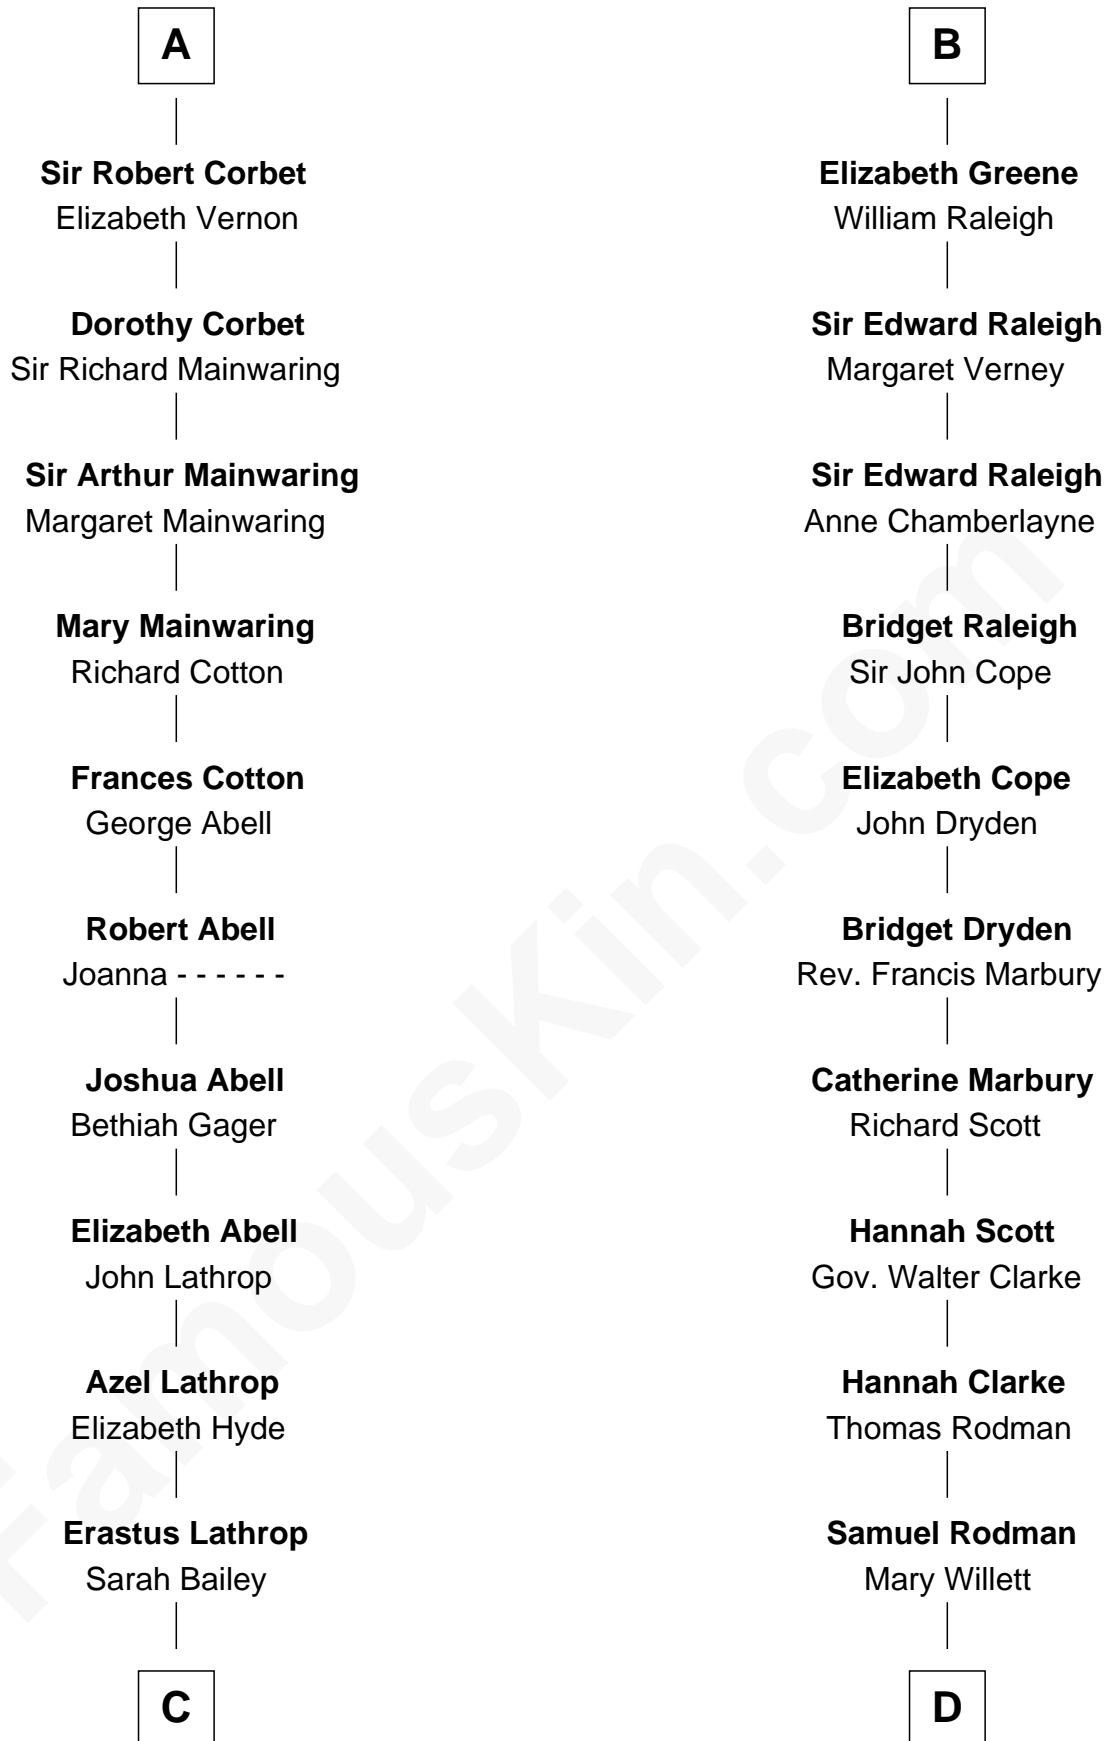 A
Sir Robert Corbet
Elizabeth Vernon
Dorothy Corbet
Sir Richard Mainwaring
Sir Arthur Mainwaring
Margaret Mainwaring
Mary Mainwaring
Richard Cotton
Frances Cotton
George Abell
Robert Abell
Joanna - - - - - -
Joshua Abell
Bethiah Gager
Elizabeth Abell
John Lathrop
Azel Lathrop
Elizabeth Hyde
Erastus Lathrop
Sarah Bailey
C
B
Elizabeth Greene
William Raleigh
Sir Edward Raleigh
Margaret Verney
Sir Edward Raleigh
Anne Chamberlayne
Bridget Raleigh
Sir John Cope
Elizabeth Cope
John Dryden
Bridget Dryden
Rev. Francis Marbury
Catherine Marbury
Richard Scott
Hannah Scott
Gov. Walter Clarke
Hannah Clarke
Thomas Rodman
Samuel Rodman
Mary Willett
D
FamousKin.com